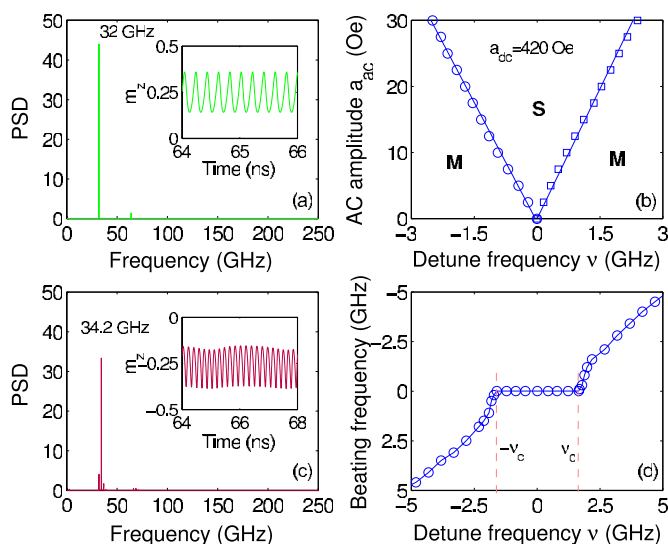 50
40
30
20
10
0
PSD
32 GHz
0.5
0.25
0
m^z
64 65 66
Time (ns)
(a)
0 50 100 150 200 250
Frequency (GHz)
30
20
10
0
AC amplitude a_ac (Oe)
a_dc=420 Oe
S
M
M
(b)
−3 −1.5 0 1.5 3
Detune frequency ν (GHz)
50
40
30
20
10
0
PSD
34.2 GHz
0
−0.25
−0.5
m^z
64 66 68
Time (ns)
(c)
0 50 100 150 200 250
Frequency (GHz)
−5
−2.5
0
2.5
5
Beating frequency (GHz)
−ν_c
ν_c
(d)
−5 −2.5 0 2.5 5
Detune frequency ν (GHz)